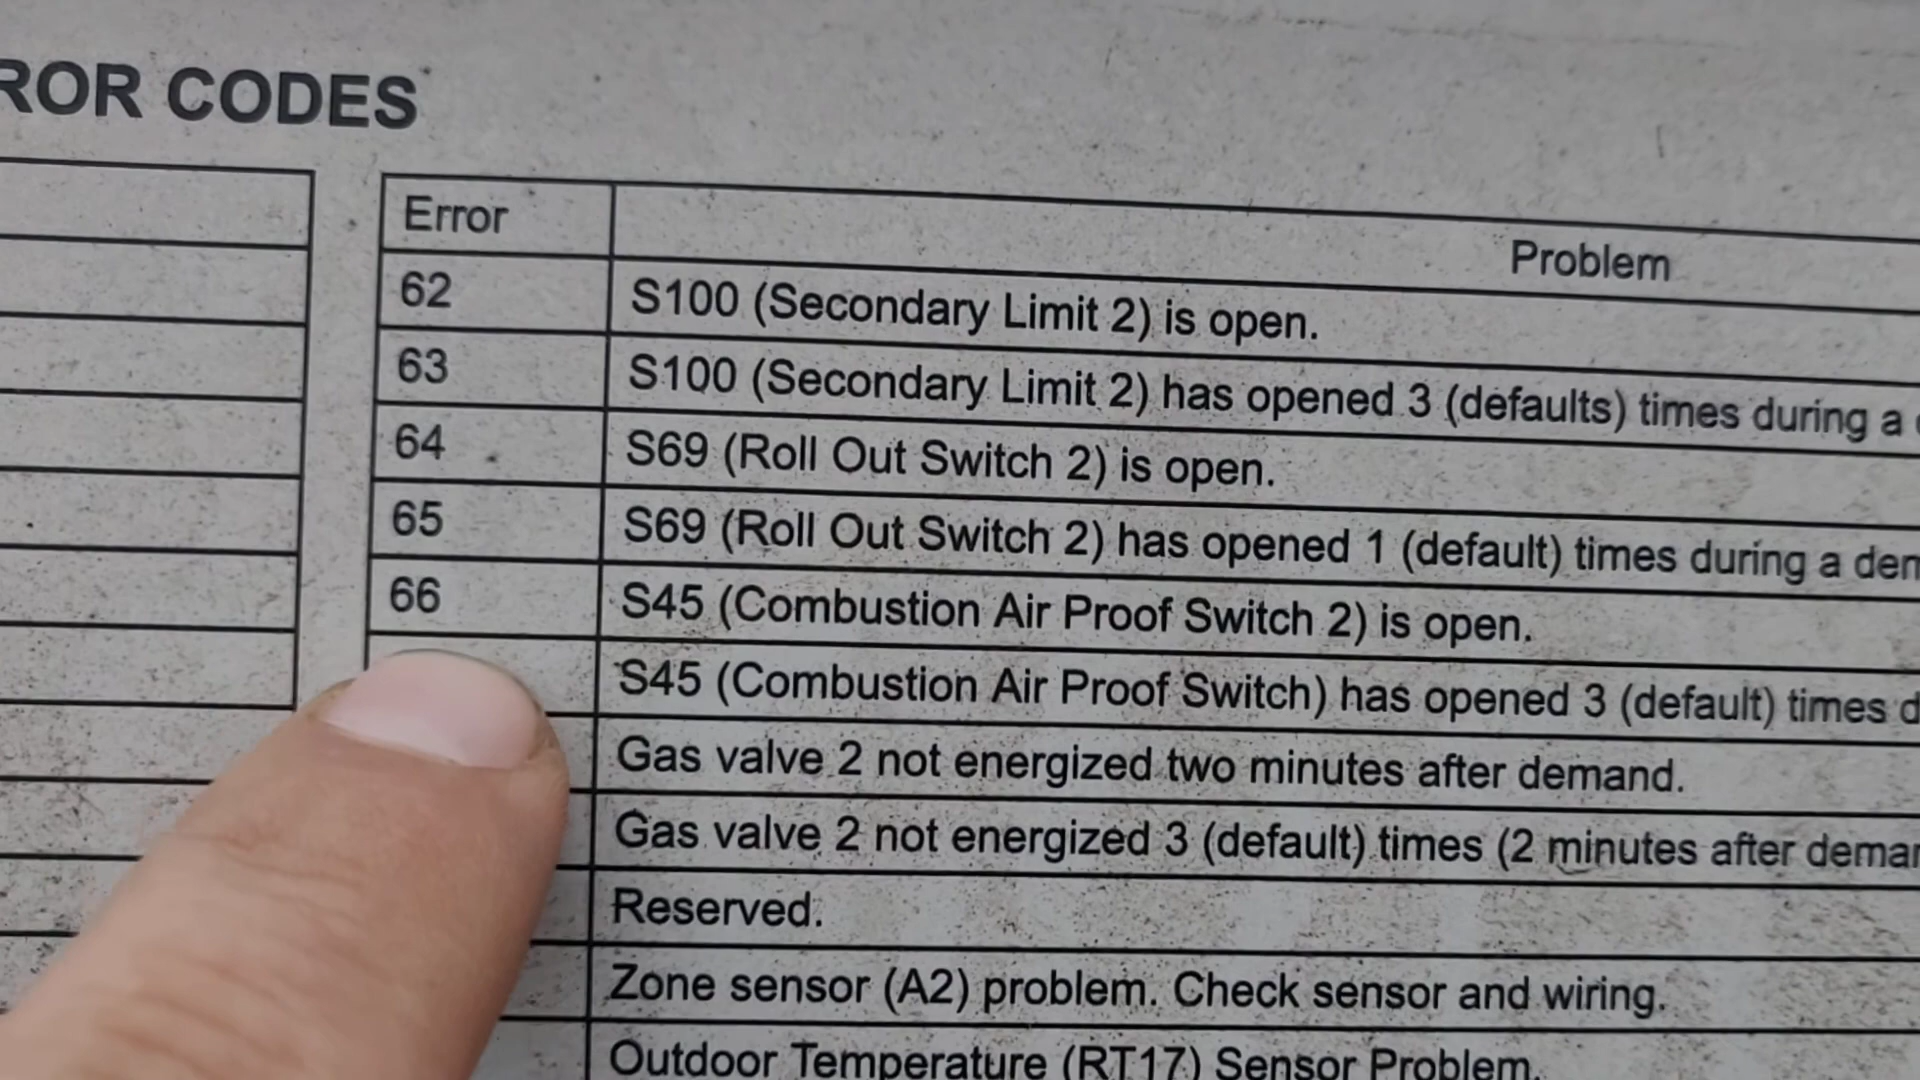 ROR CODES
Error
Problem
62
S100 (Secondary Limit 2) is open.
63
S100 (Secondary Limit 2) has opened 3 (defaults) times during a
64
S69 (Roll Out Switch 2) is open.
65
S69 (Roll Out Switch 2) has opened 1 (default) times during a dem
66
S45 (Combustion Air Proof Switch 2) is open.
S45 (Combustion Air Proof Switch) has opened 3 (default) times d
Gas valve 2 not energized two minutes after demand.
Gas valve 2 not energized 3 (default) times (2 minutes after demar
Reserved.
Zone sensor (A2) problem. Check sensor and wiring.
Outdoor Temperature (RT17) Sensor Problem.